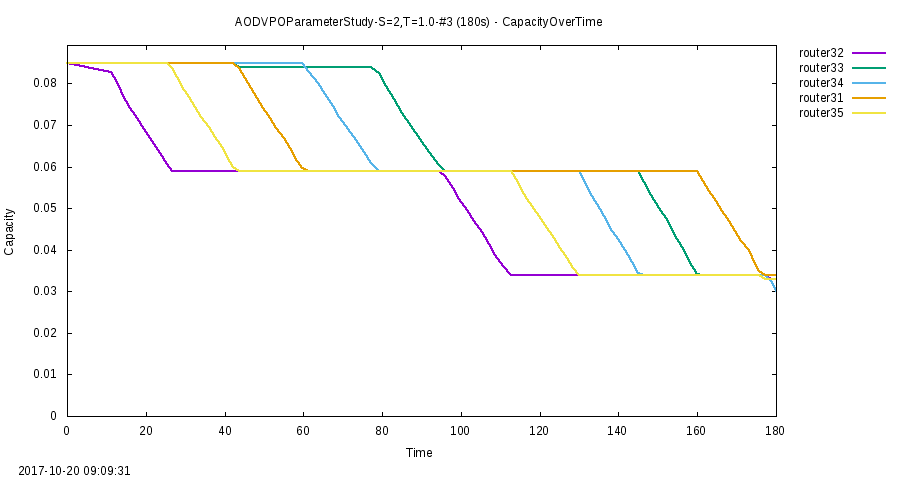 AODVPOParameterStudy-S=2,T=1.0-#3 (180s) - CapacityOverTime
router32
router33
router34
router31
router35
0.08
0.07
0.06
0.05
0.04
0.03
0.02
0.01
0
Capacity
0 20 40 60 80 100 120 140 160 180
Time
2017-10-20 09:09:31